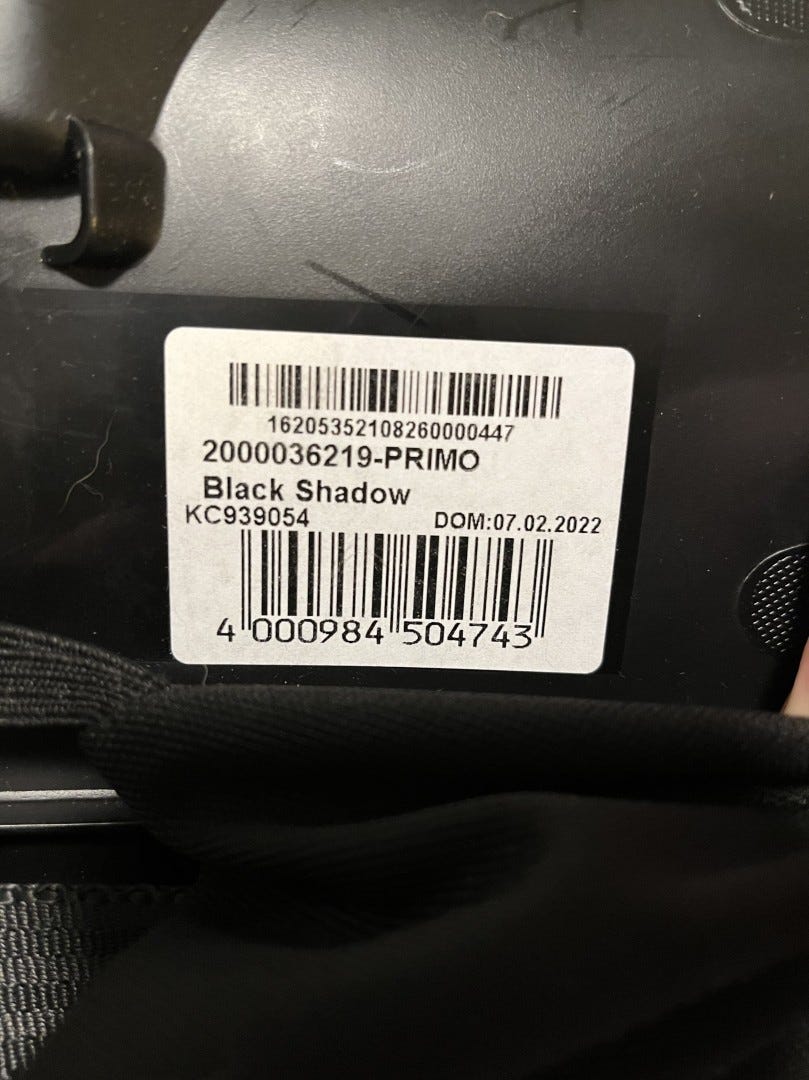 16205352108260000447
2000036219-PRIMO
Black Shadow
KC939054 DOM:07.02.2022
4 000984 504743